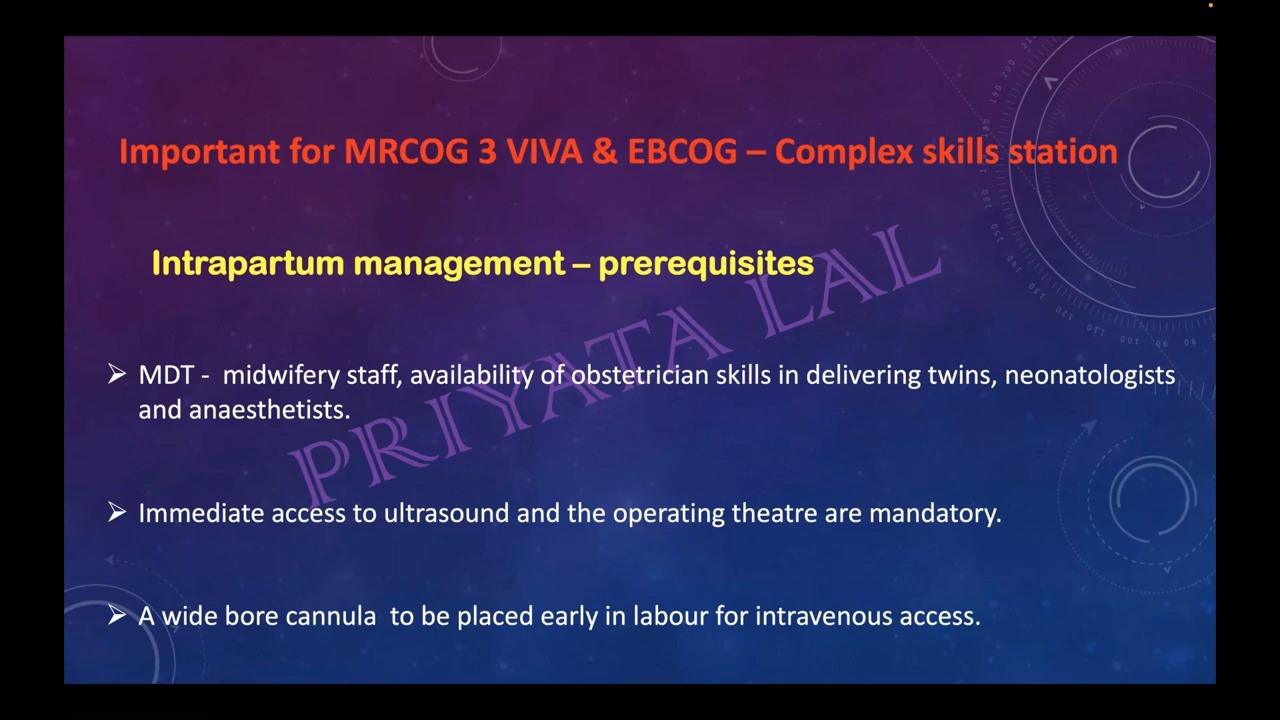 Important for MRCOG 3 VIVA & EBCOG – Complex skills station
Intrapartum management – prerequisites
PRIYATA LAL
➢ MDT - midwifery staff, availability of obstetrician skills in delivering twins, neonatologists
and anaesthetists.
➢ Immediate access to ultrasound and the operating theatre are mandatory.
➢ A wide bore cannula to be placed early in labour for intravenous access.